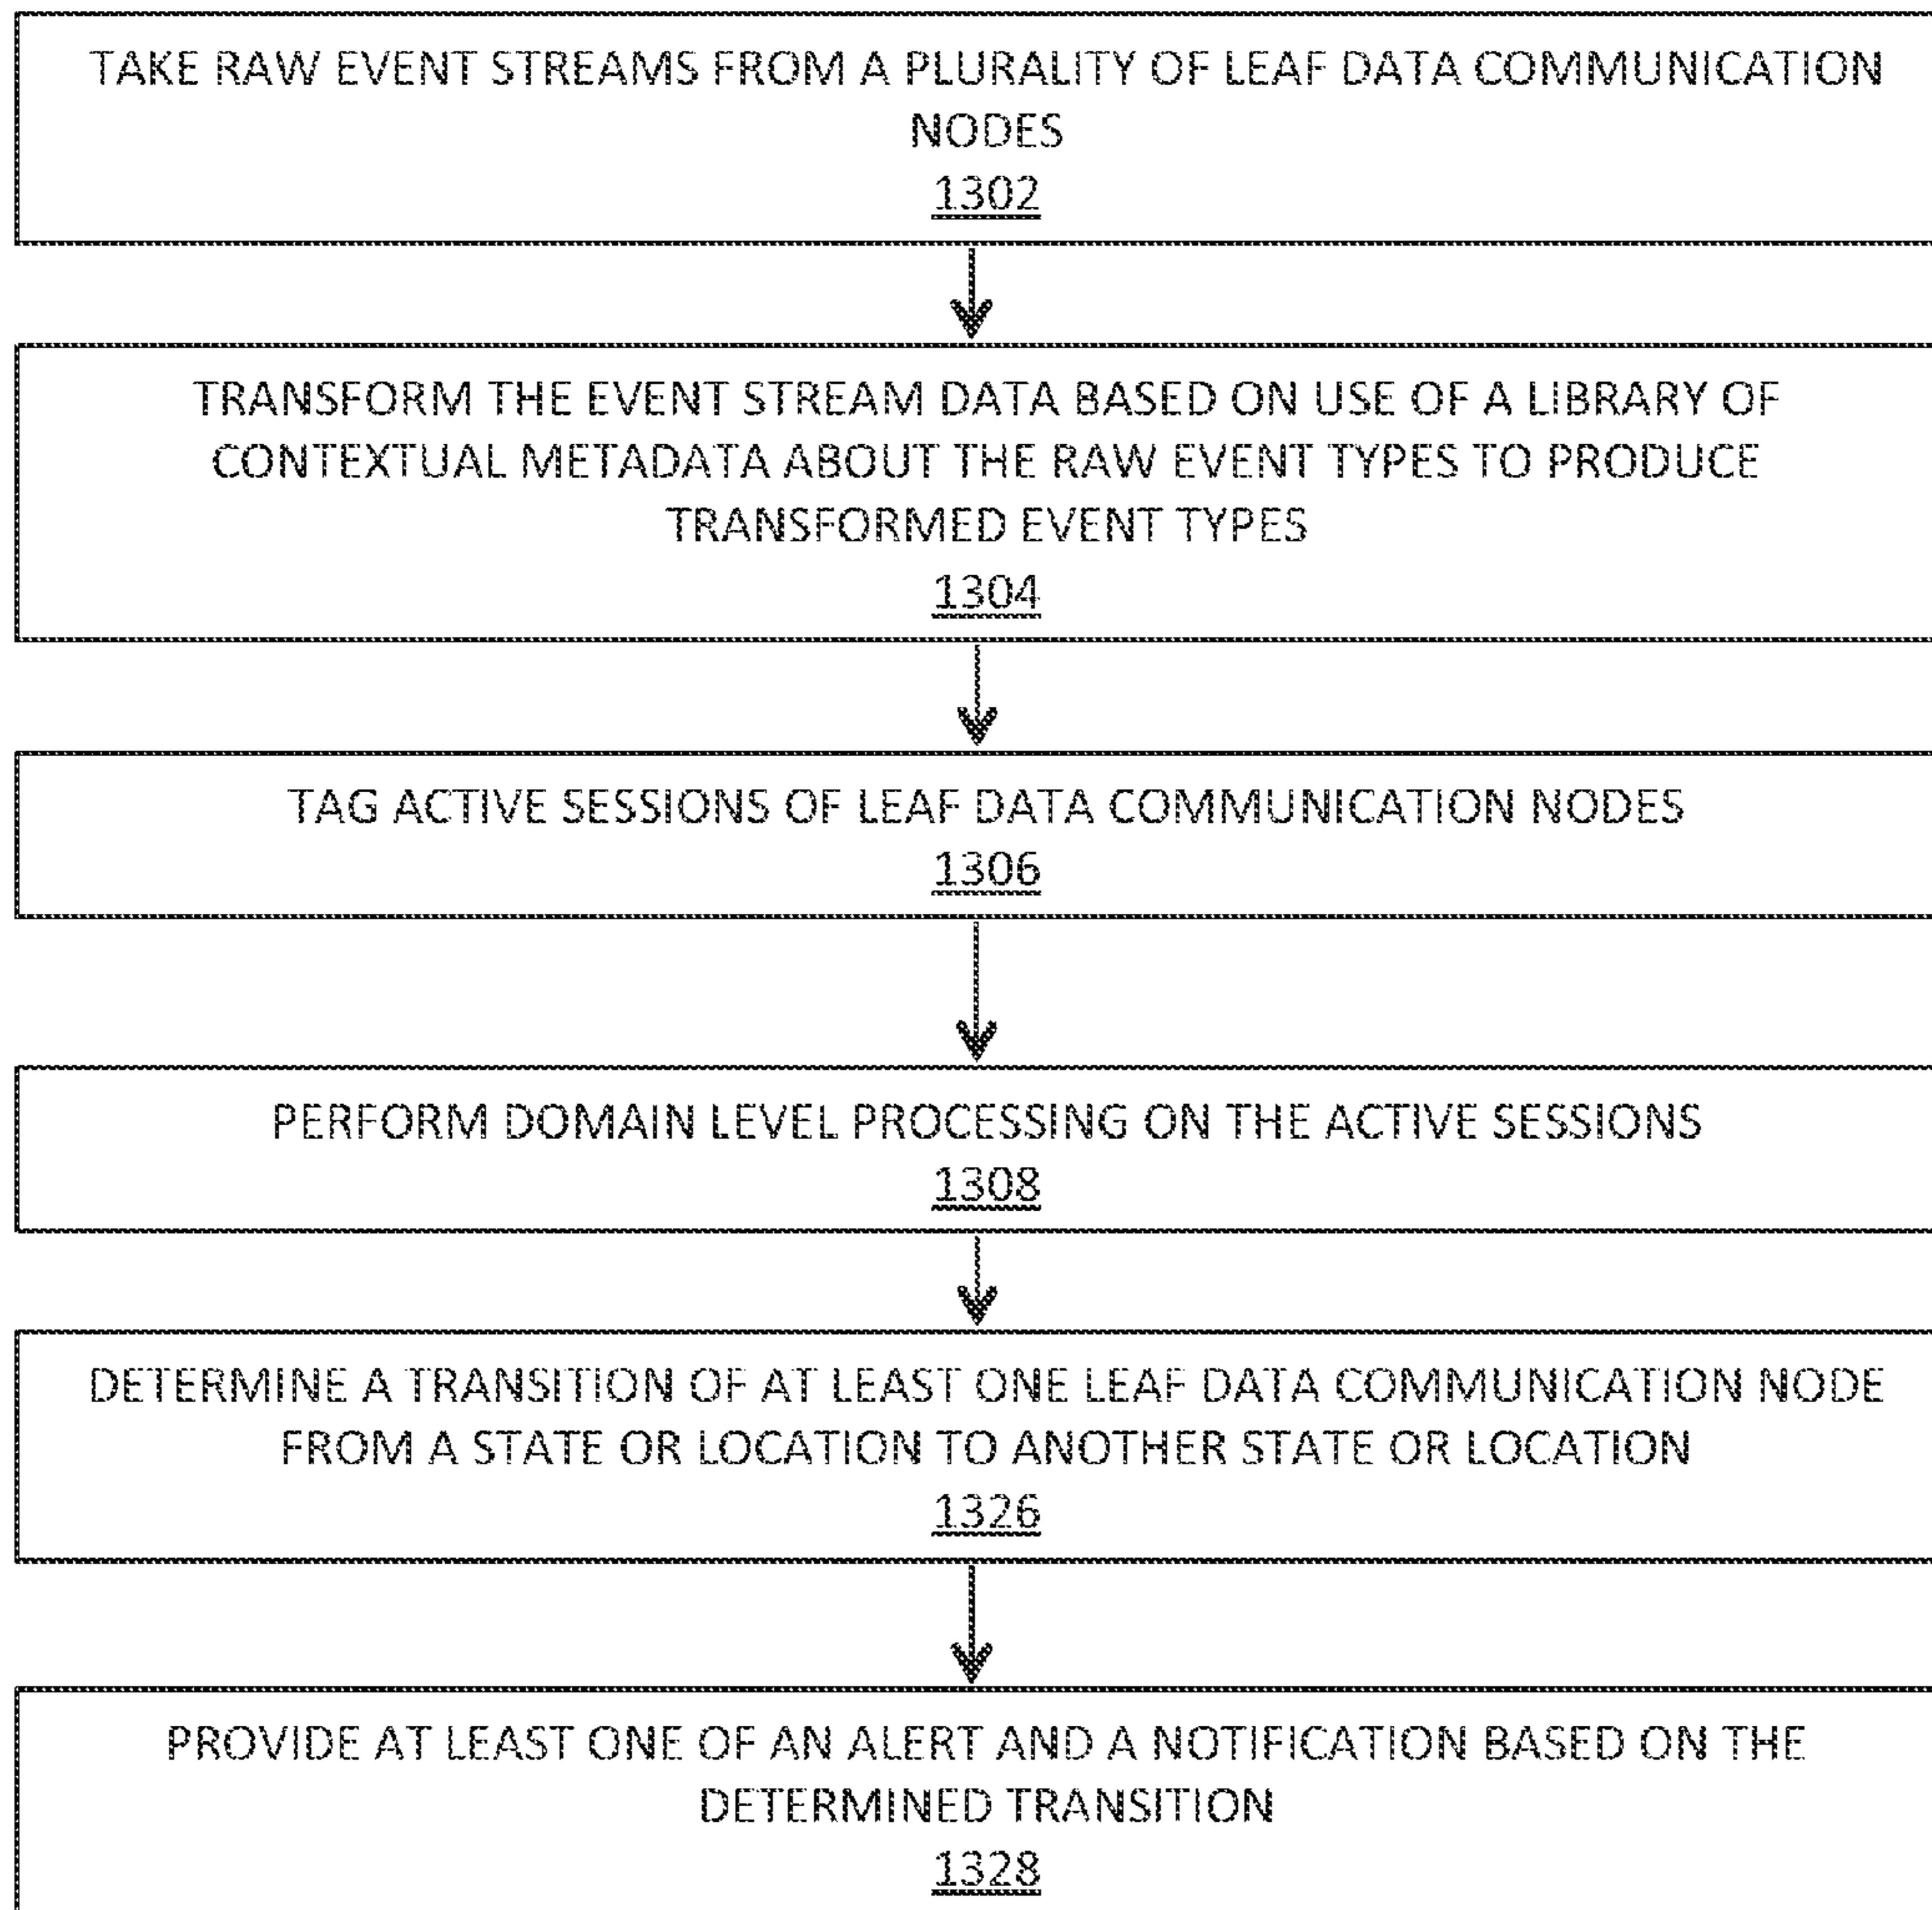 TAKE RAW EVENT STREAMS FROM A PLURALITY OF LEAF DATA COMMUNICATION
NODES
1302
TRANSFORM THE EVENT STREAM DATA BASED ON USE OF A LIBRARY OF
CONTEXTUAL METADATA ABOUT THE RAW EVENT TYPES TO PRODUCE
TRANSFORMED EVENT TYPES
1304
TAG ACTIVE SESSIONS OF LEAF DATA COMMUNICATION NODES
1306
PERFORM DOMAIN LEVEL PROCESSING ON THE ACTIVE SESSIONS
1308
DETERMINE A TRANSITION OF AT LEAST ONE LEAF DATA COMMUNICATION NODE
FROM A STATE OR LOCATION TO ANOTHER STATE OR LOCATION
1326
PROVIDE AT LEAST ONE OF AN ALERT AND A NOTIFICATION BASED ON THE
DETERMINED TRANSITION
1328